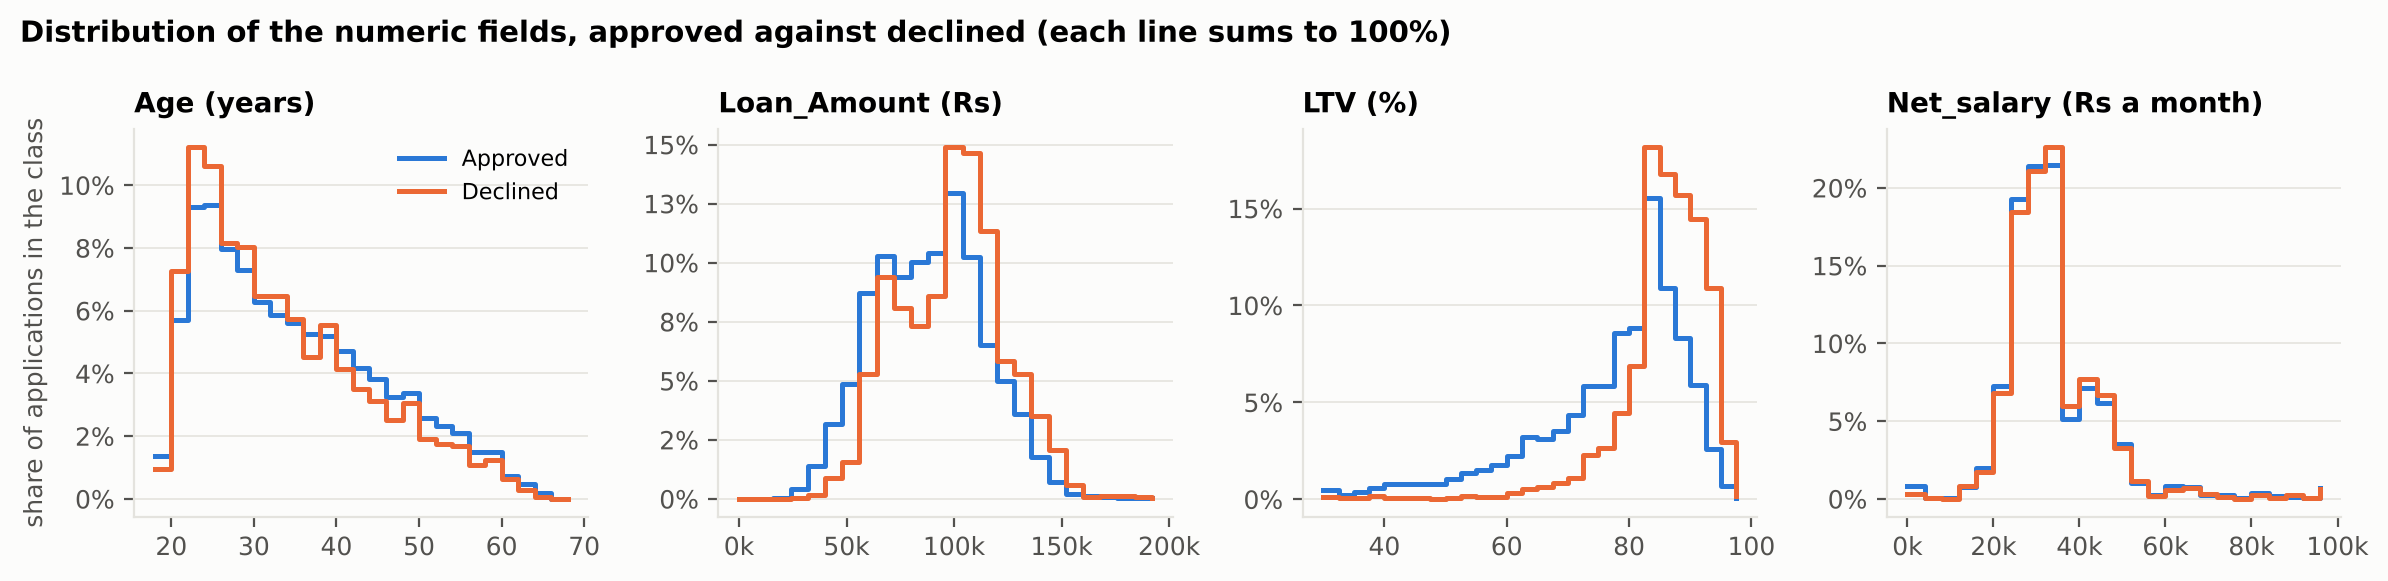 Distribution of the numeric fields, approved against declined (each line sums to 100%)
Age (years)
share of applications in the class
10%
8%
6%
4%
2%
0%
20 30 40 50 60 70
Approved
Declined
Loan_Amount (Rs)
15%
13%
10%
8%
5%
2%
0%
0k 50k 100k 150k 200k
LTV (%)
15%
10%
5%
0%
40 60 80 100
Net_salary (Rs a month)
20%
15%
10%
5%
0%
0k 20k 40k 60k 80k 100k